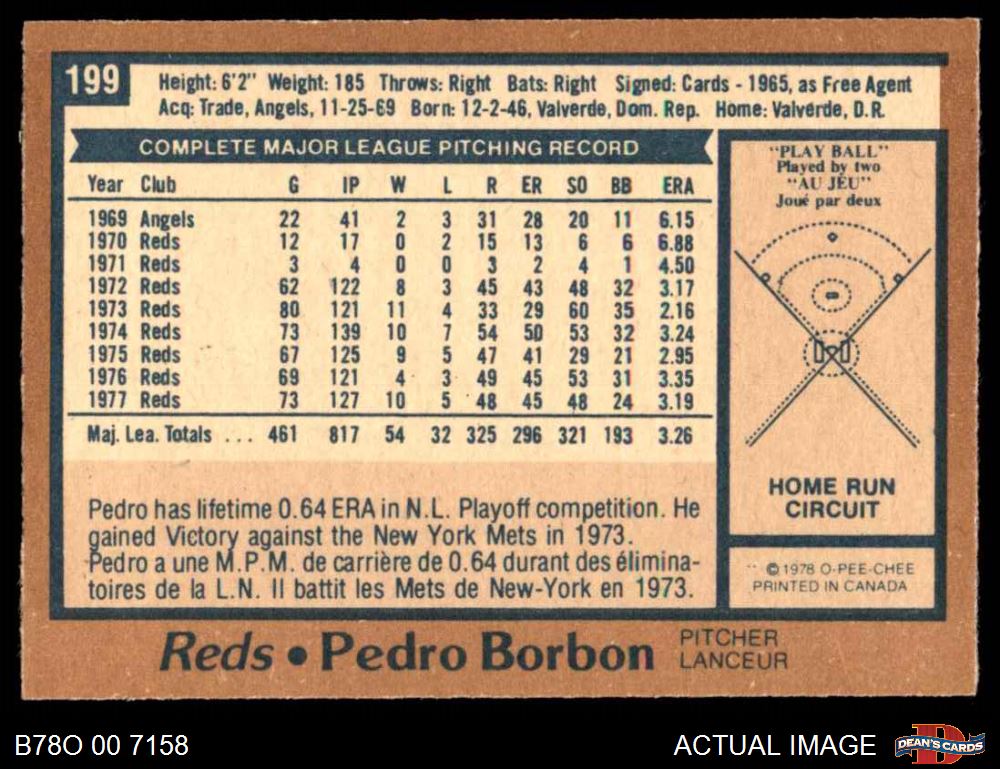 199
Height: 6'2" Weight: 185 Throws: Right Bats: Right Signed: Cards - 1965, as Free Agent
Acq: Trade, Angels, 11-25-69 Born: 12-2-46, Valverde, Dom. Rep. Home: Valverde, D.R.
COMPLETE MAJOR LEAGUE PITCHING RECORD
Year Club G IP W L R ER SO BB ERA
1969 Angels 22 41 2 3 31 28 20 11 6.15
1970 Reds 12 17 0 2 15 13 6 6 6.88
1971 Reds 3 4 0 0 3 2 4 1 4.50
1972 Reds 62 122 8 3 45 43 48 32 3.17
1973 Reds 80 121 11 4 33 29 60 35 2.16
1974 Reds 73 139 10 7 54 50 53 32 3.24
1975 Reds 67 125 9 5 47 41 29 21 2.95
1976 Reds 69 121 4 3 49 45 53 31 3.35
1977 Reds 73 127 10 5 48 45 48 24 3.19
Maj. Lea. Totals ... 461 817 54 32 325 296 321 193 3.26
Pedro has lifetime 0.64 ERA in N.L. Playoff competition. He
gained Victory against the New York Mets in 1973.
Pedro a une M.P.M. de carrière de 0.64 durant des élimina-
toires de la L.N. Il battit les Mets de New-York en 1973.
"PLAY BALL"
Played by two
"AU JEU"
Joué par deux
HOME RUN
CIRCUIT
© 1978 O-PEE-CHEE
PRINTED IN CANADA
Reds • Pedro Borbon
PITCHER
LANCEUR
B78O 00 7158
ACTUAL IMAGE
D
DEAN'S CARDS